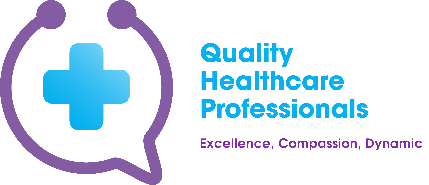 Quality
Healthcare
Professionals
Excellence, Compassion, Dynamic